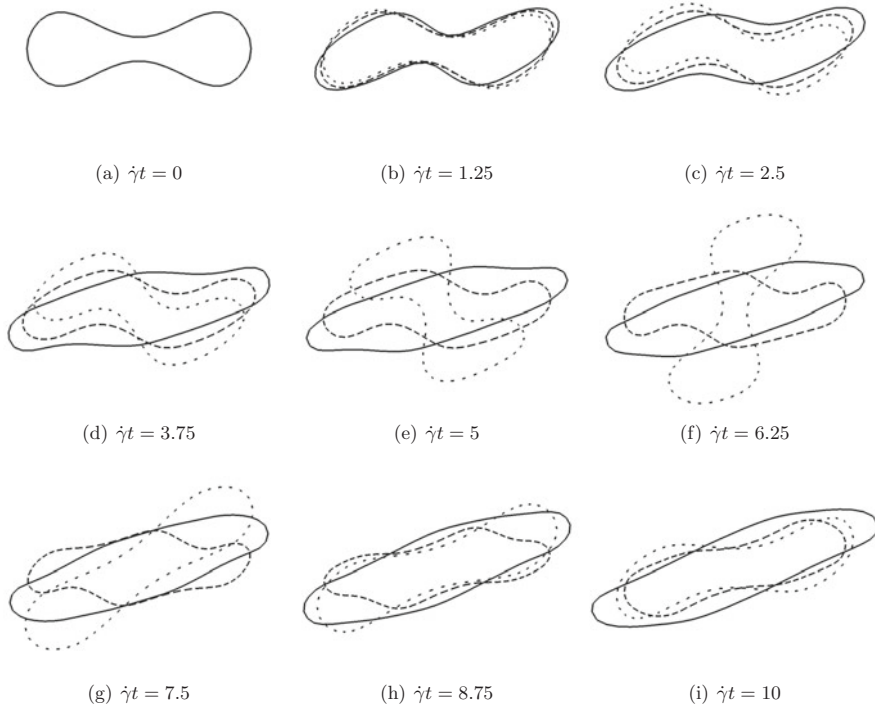 (a) γ̇t = 0
(b) γ̇t = 1.25
(c) γ̇t = 2.5
(d) γ̇t = 3.75
(e) γ̇t = 5
(f) γ̇t = 6.25
(g) γ̇t = 7.5
(h) γ̇t = 8.75
(i) γ̇t = 10